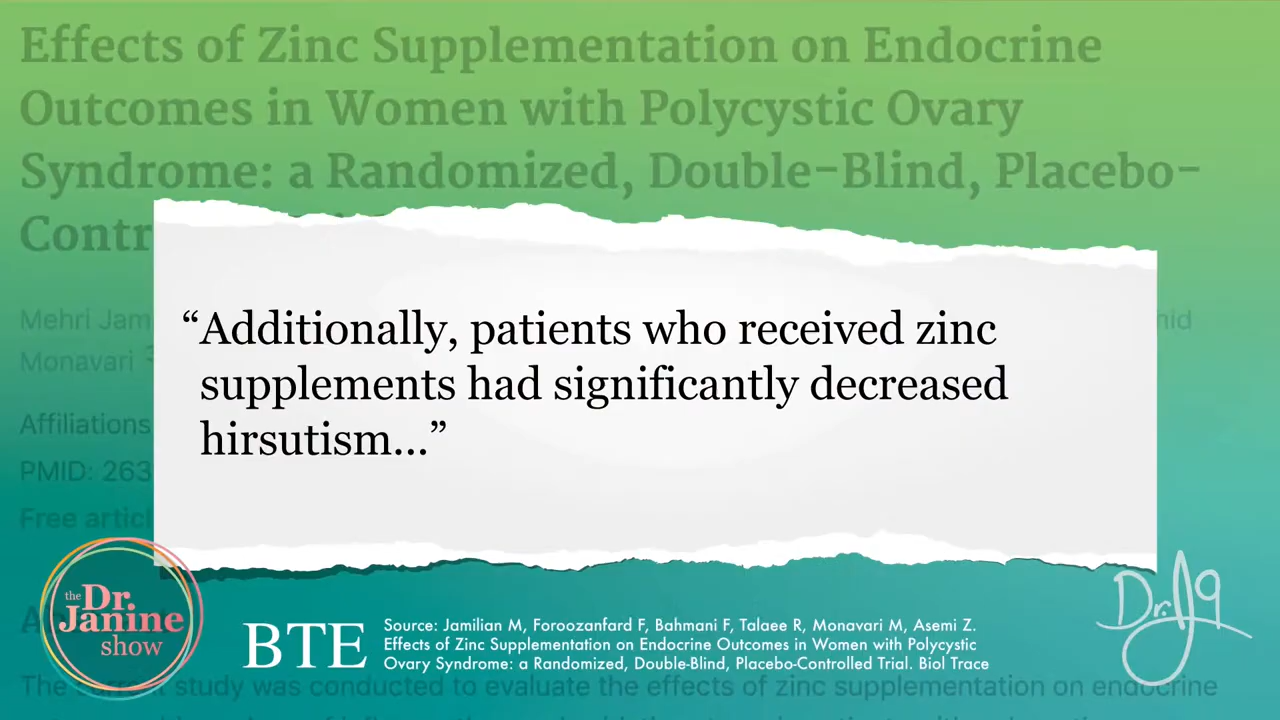 Effects of Zinc Supplementation on Endocrine
Outcomes in Women with Polycystic Ovary
Syndrome: a Randomized, Double-Blind, Placebo-
Contr
Mehri Jam
Monavari
Affiliations
PMID: 263
Free articl
“Additionally, patients who received zinc
supplements had significantly decreased
hirsutism...”
the
Dr.
Janine
show
BTE
Source: Jamilian M, Foroozanfard F, Bahmani F, Talaee R, Monavari M, Asemi Z.
Effects of Zinc Supplementation on Endocrine Outcomes in Women with Polycystic
Ovary Syndrome: a Randomized, Double-Blind, Placebo-Controlled Trial. Biol Trace
Dr. J9
The current study was conducted to evaluate the effects of zinc supplementation on endocrine